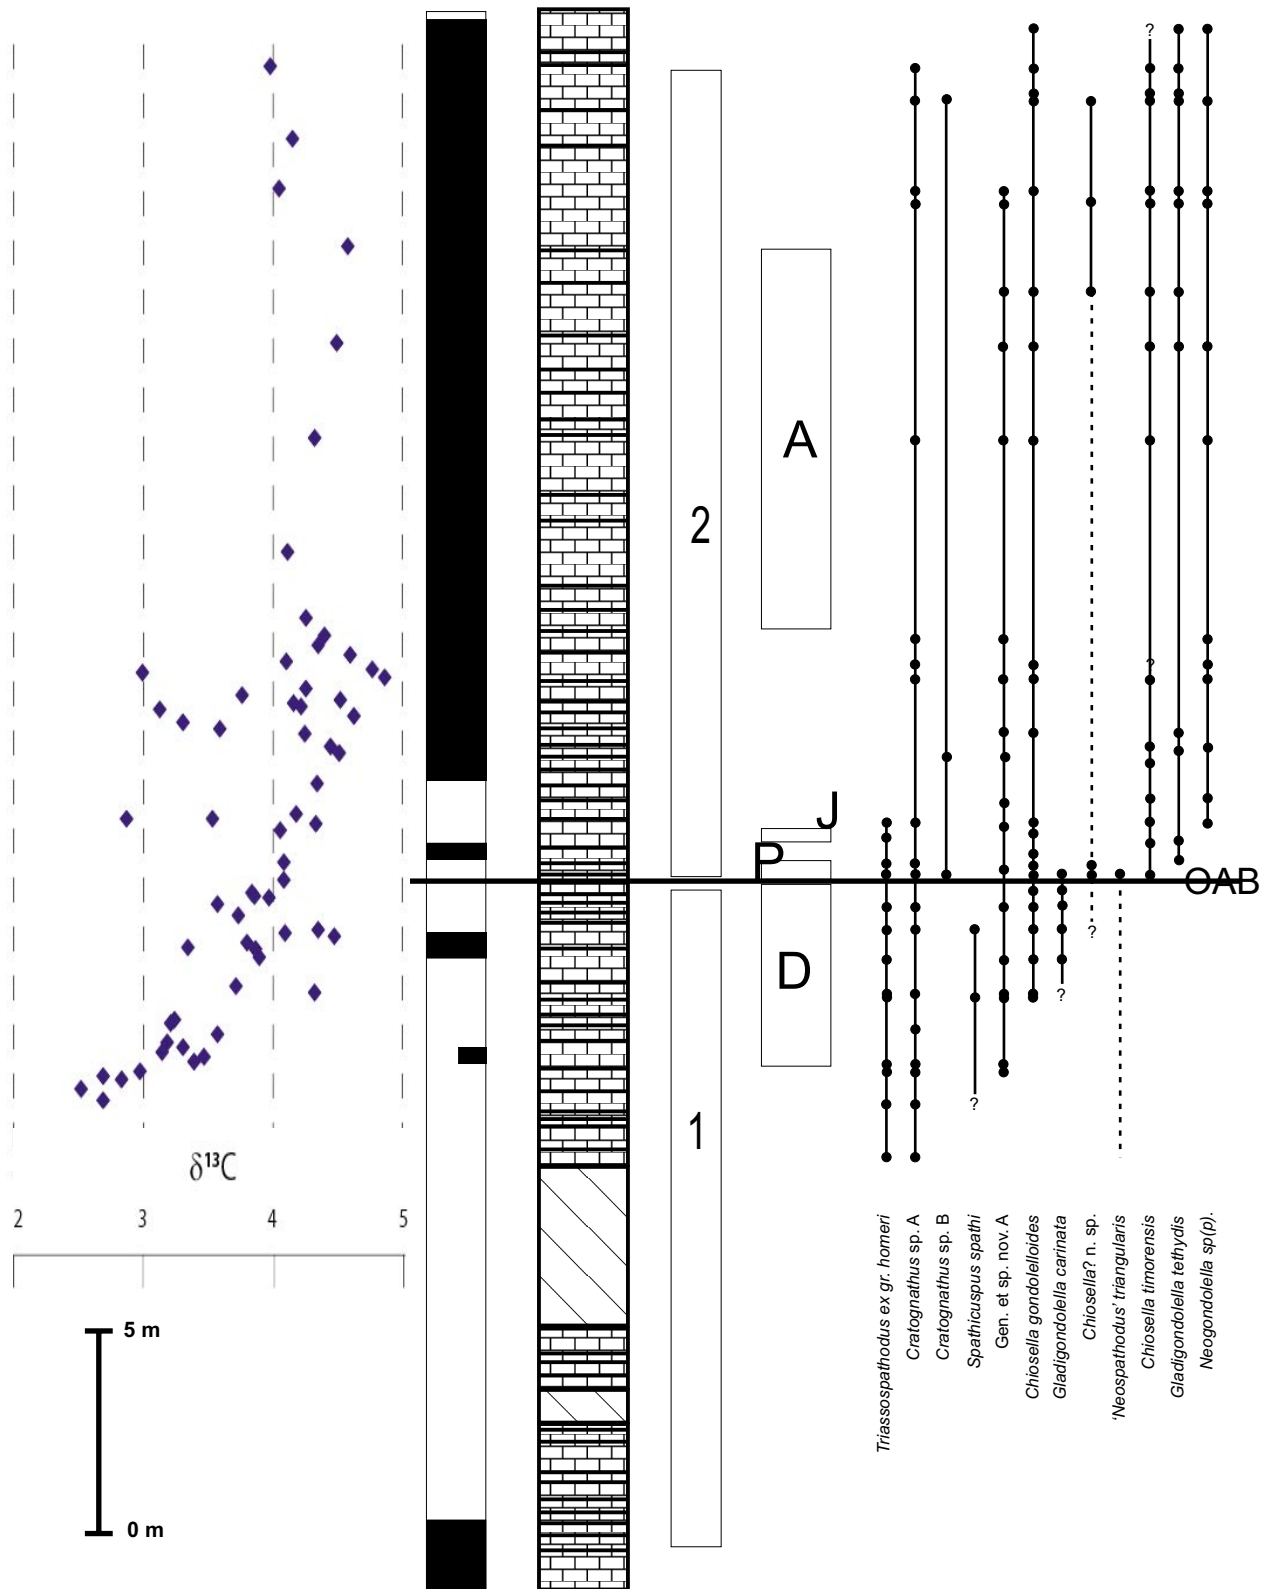 ?
A
2
?
J
P
OAB
?
D
?
?
1
δ¹³C
2 3 4 5
5 m
0 m
Triassospathodus ex gr. homeri
Cratognathus sp. A
Cratognathus sp. B
Spathicuspus spathi
Gen. et sp. nov. A
Chiosella gondolelloides
Gladigondolella carinata
Chiosella? n. sp.
'Neospathodus' triangularis
Chiosella timorensis
Gladigondolella tethydis
Neogondolella sp(p).